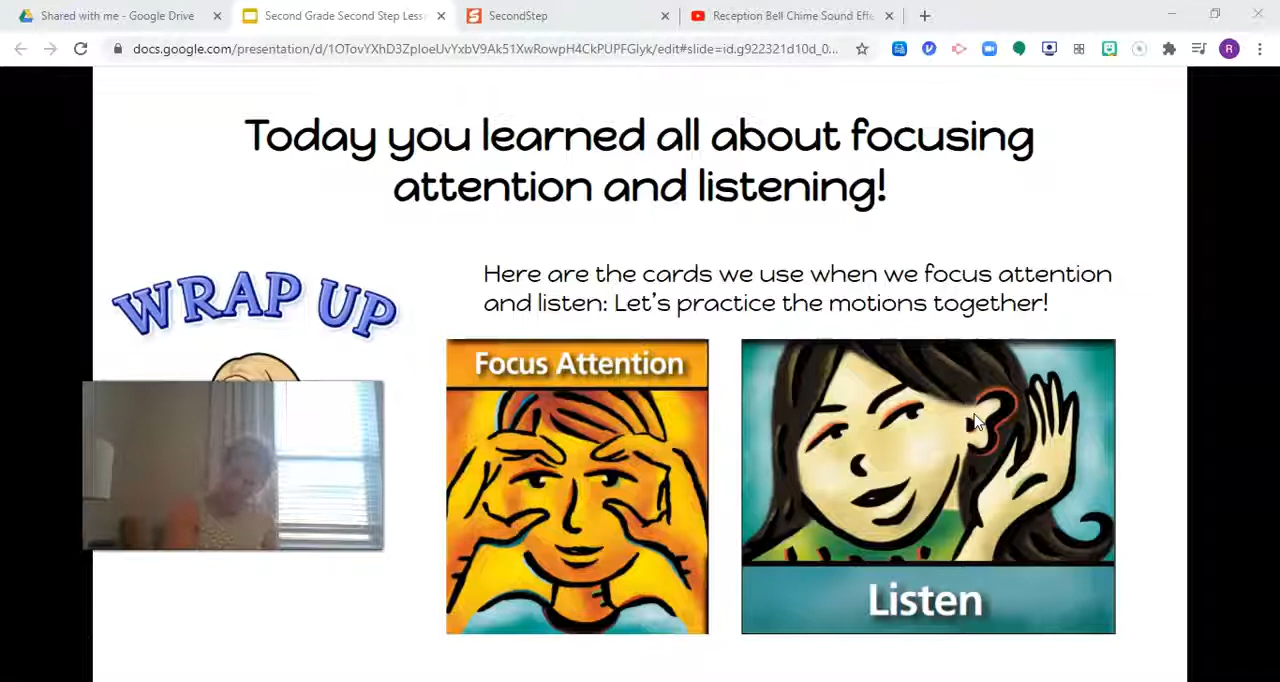 Shared with me - Google Drive
Second Grade Second Step Less
SecondStep
Reception Bell Chime Sound Effe
docs.google.com/presentation/d/1OTovYXhD3ZploeUvYxbV9Ak51XwRowpH4CkPUPFGlyk/edit#slide=id.g922321d10d_0...
R
Today you learned all about focusing
attention and listening!
WRAP UP
Here are the cards we use when we focus attention
and listen: Let's practice the motions together!
Focus Attention
Listen